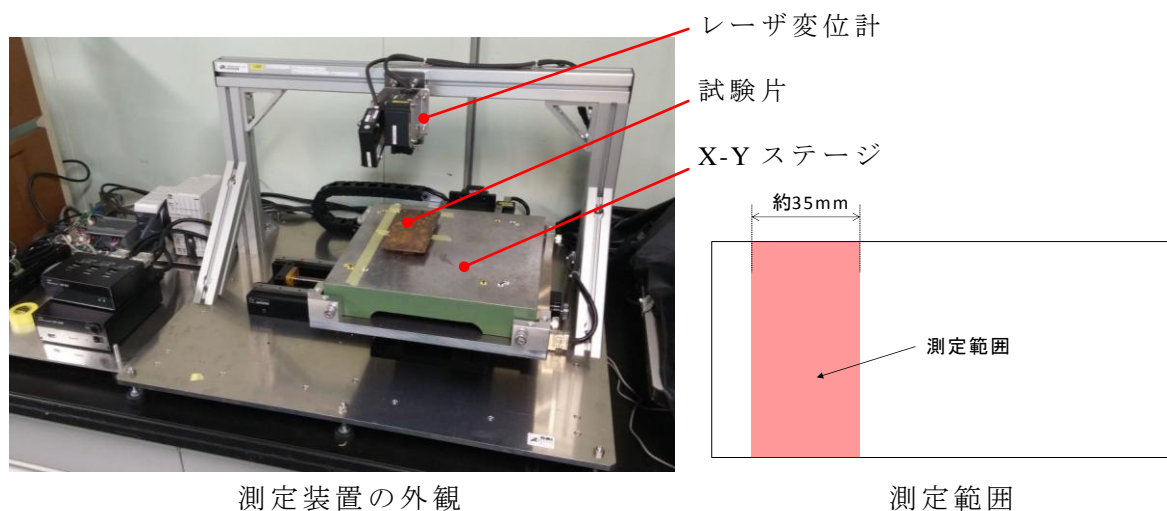 レーザ変位計
試験片
X-Y ステージ
約35mm
測定範囲
測定装置の外観
測定範囲